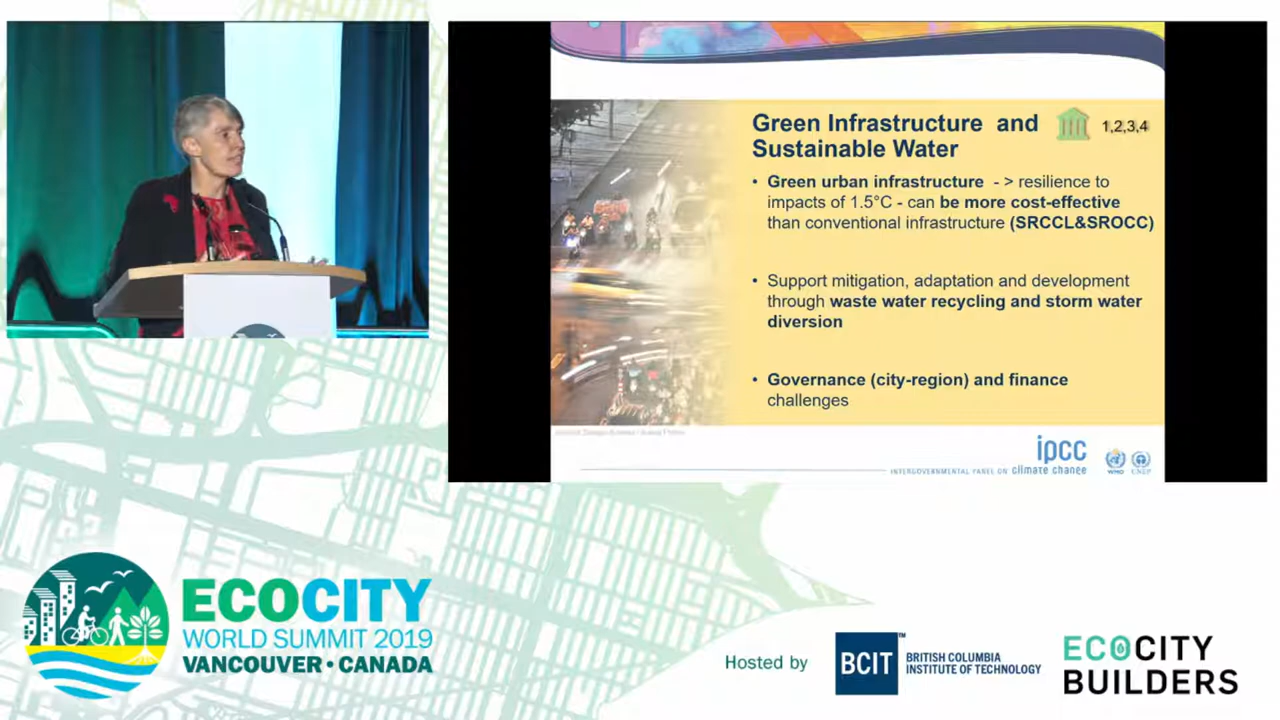 Green Infrastructure and
Sustainable Water
1,2,3,4
• Green urban infrastructure - > resilience to
impacts of 1.5°C - can be more cost-effective
than conventional infrastructure (SRCCL&SROCC)
• Support mitigation, adaptation and development
through waste water recycling and storm water
diversion
• Governance (city-region) and finance
challenges
ipcc
INTERGOVERNMENTAL PANEL ON climate change
WMO
UNEP
ECOCITY
WORLD SUMMIT 2019
VANCOUVER • CANADA
Hosted by
BCIT
TM
BRITISH COLUMBIA
INSTITUTE OF TECHNOLOGY
ECOCITY
BUILDERS